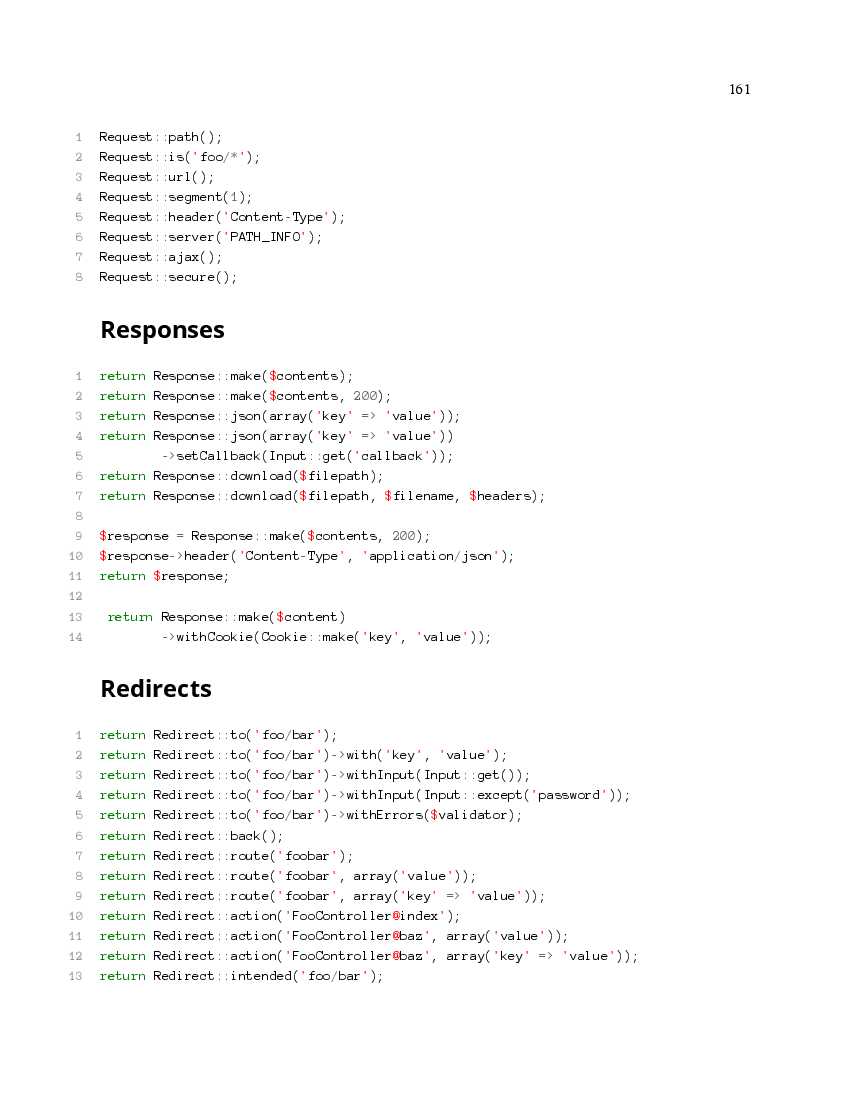 161
1 Request::path();
2 Request::is('foo/*');
3 Request::url();
4 Request::segment(1);
5 Request::header('Content-Type');
6 Request::server('PATH_INFO');
7 Request::ajax();
8 Request::secure();
Responses
1 return Response::make($contents);
2 return Response::make($contents, 200);
3 return Response::json(array('key' => 'value'));
4 return Response::json(array('key' => 'value'))
5         ->setCallback(Input::get('callback'));
6 return Response::download($filepath);
7 return Response::download($filepath, $filename, $headers);
8
9 $response = Response::make($contents, 200);
10 $response->header('Content-Type', 'application/json');
11 return $response;
12
13  return Response::make($content)
14         ->withCookie(Cookie::make('key', 'value'));
Redirects
1 return Redirect::to('foo/bar');
2 return Redirect::to('foo/bar')->with('key', 'value');
3 return Redirect::to('foo/bar')->withInput(Input::get());
4 return Redirect::to('foo/bar')->withInput(Input::except('password'));
5 return Redirect::to('foo/bar')->withErrors($validator);
6 return Redirect::back();
7 return Redirect::route('foobar');
8 return Redirect::route('foobar', array('value'));
9 return Redirect::route('foobar', array('key' => 'value'));
10 return Redirect::action('FooController@index');
11 return Redirect::action('FooController@baz', array('value'));
12 return Redirect::action('FooController@baz', array('key' => 'value'));
13 return Redirect::intended('foo/bar');